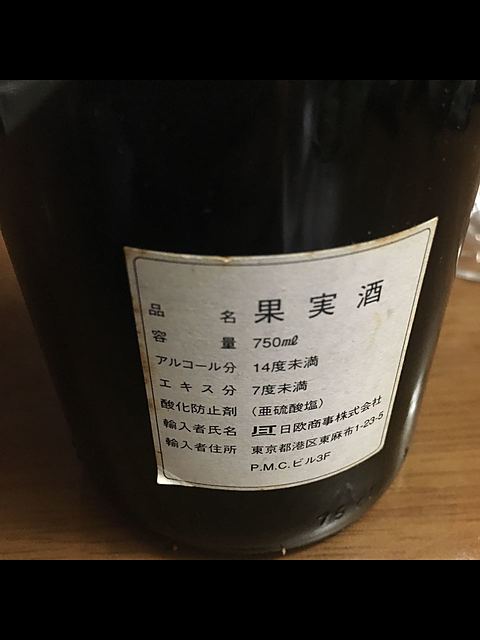 品 名 果実酒
容 量 750ml
アルコール分 14度未満
エキス分 7度未満
酸化防止剤 (亜硫酸塩)
輸入者氏名 JET日欧商事株式会社
輸入者住所 東京都港区東麻布1-23-5
P.M.C.ビル3F